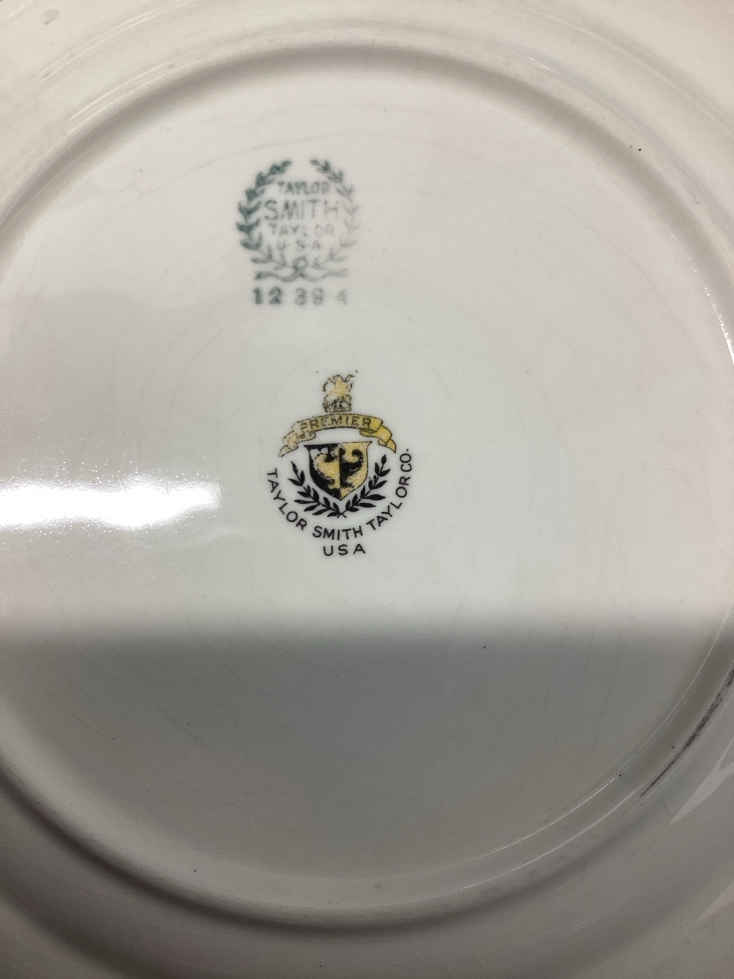 TAYLOR
SMITH
TAYLOR
U·S·A
12 39 4
PREMIER
TAYLOR SMITH TAYLOR CO.
USA